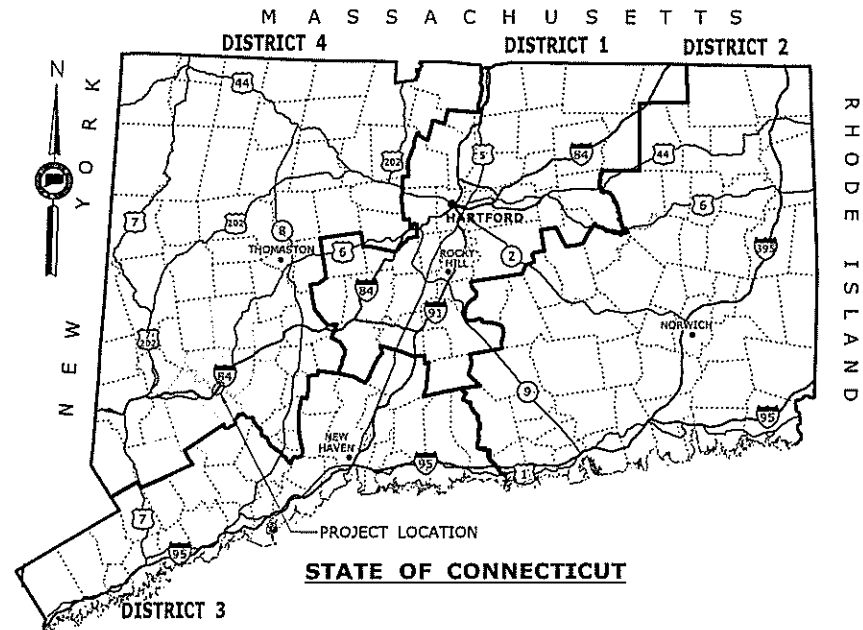 M A S S A C H U S E T T S
DISTRICT 4
DISTRICT 1
DISTRICT 2
N
N E W Y O R K
R H O D E I S L A N D
44
202
5
84
44
7
202
8
HARTFORD
6
THOMASTON
6
ROCKY
HILL
2
395
84
91
NORWICH
202
84
9
NEW
HAVEN
95
95
1
7
PROJECT LOCATION
95
STATE OF CONNECTICUT
DISTRICT 3